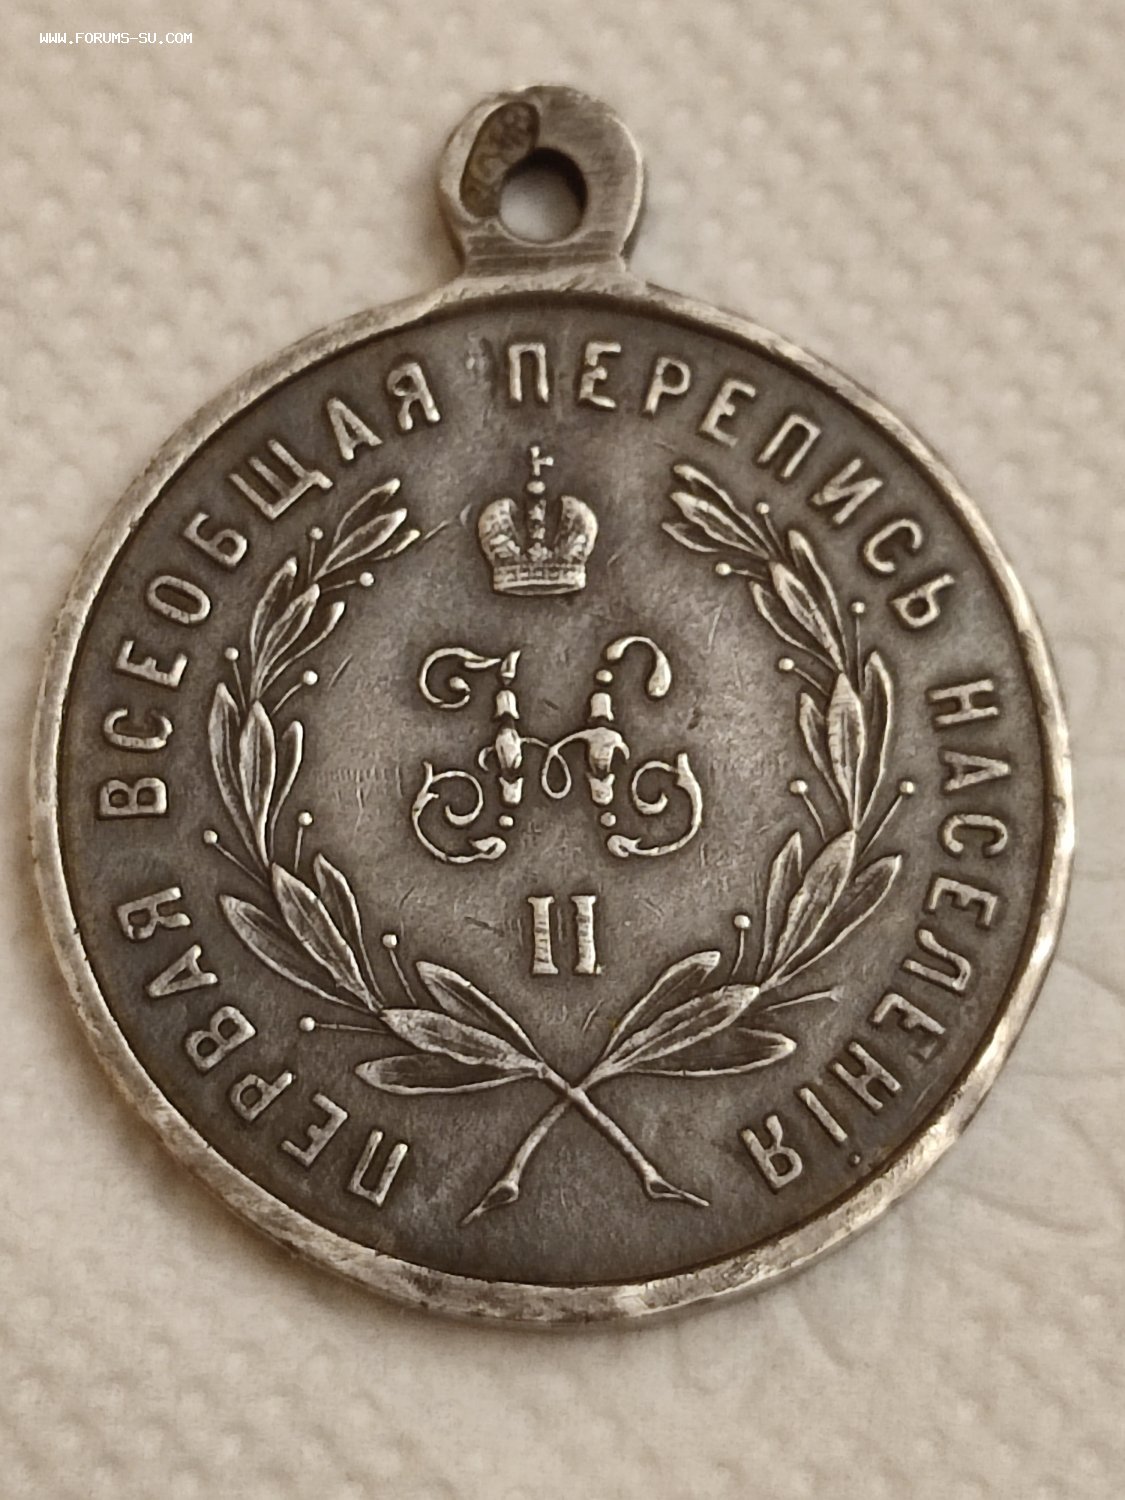 WWW.FORUMS-SU.COM
ПЕРВАЯ ВСЕОБЩАЯ ПЕРЕПИСЬ НАСЕЛЕНІЯ
Н
II